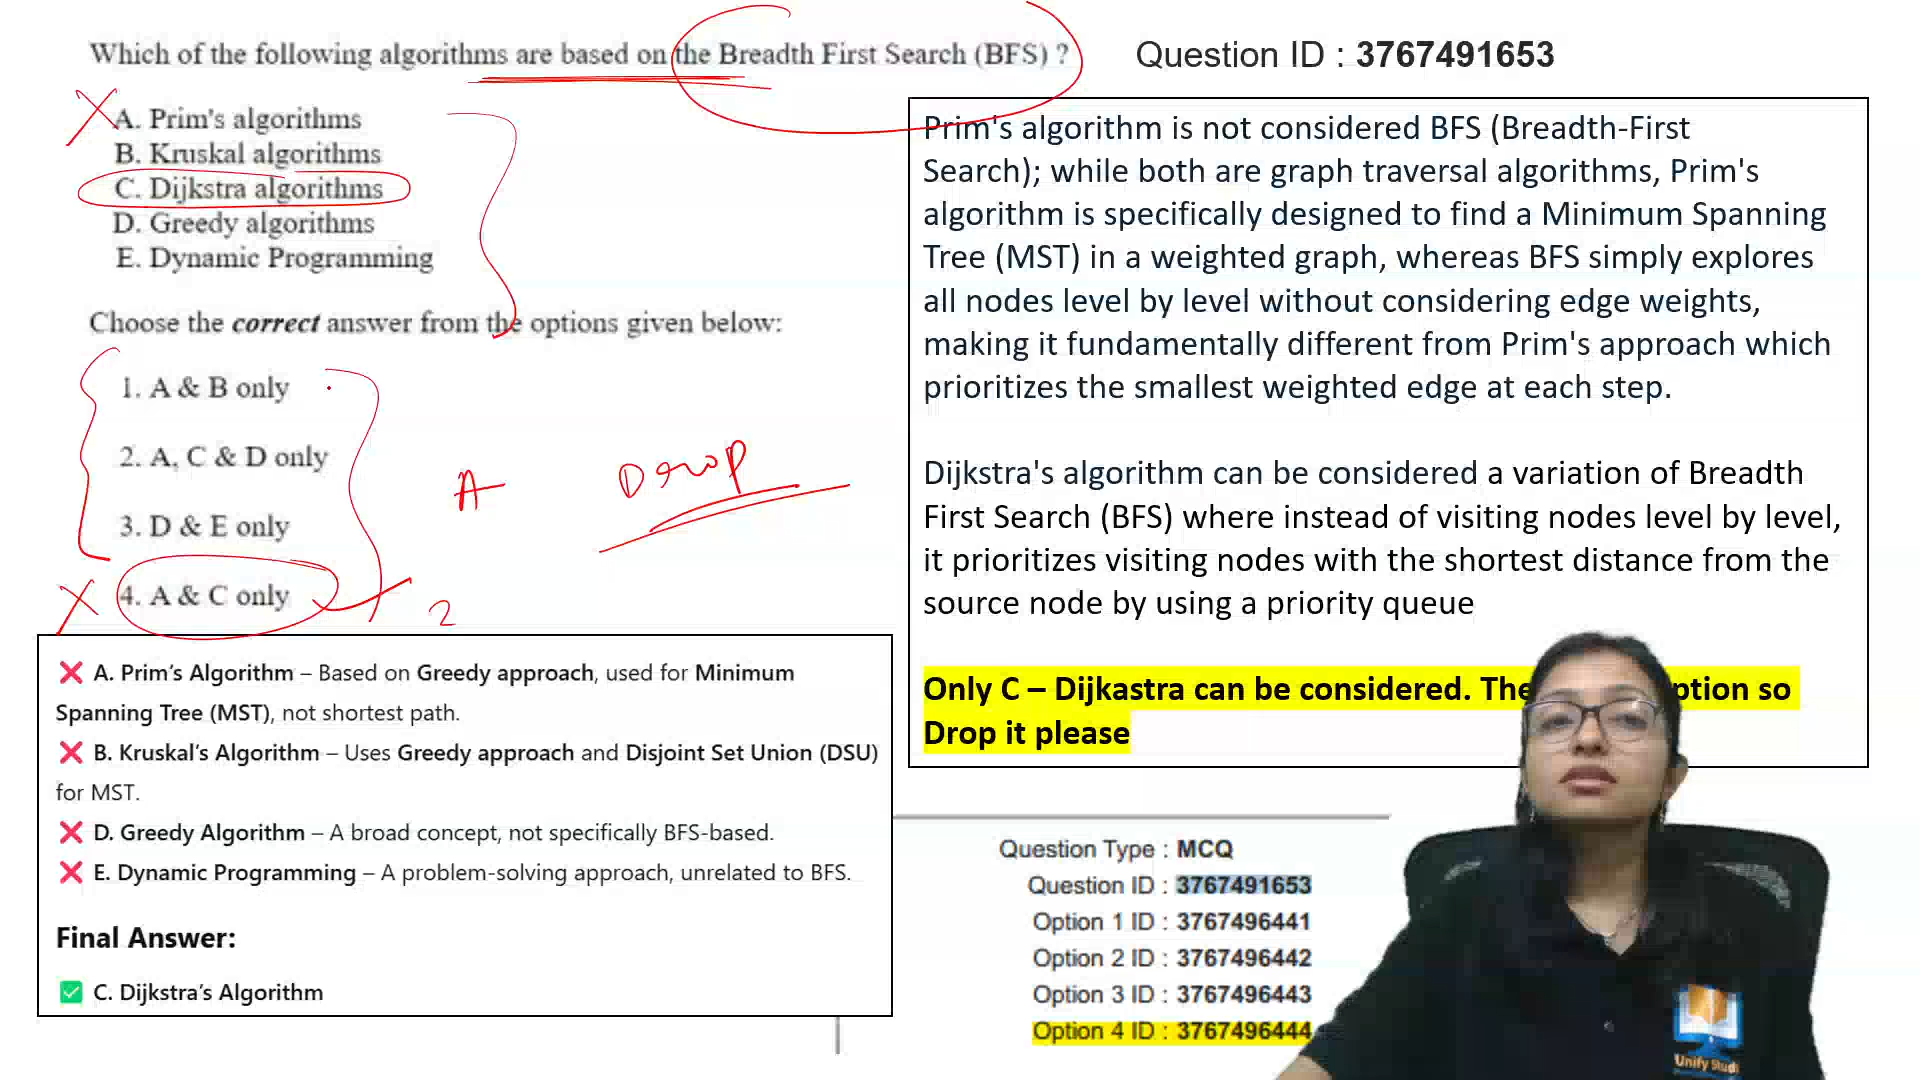 Which of the following algorithms are based on the Breadth First Search (BFS) ?
A. Prim's algorithms
B. Kruskal algorithms
C. Dijkstra algorithms
D. Greedy algorithms
E. Dynamic Programming
Choose the correct answer from the options given below:
1. A & B only
2. A, C & D only
3. D & E only
4. A & C only
A
Drop
2
Question ID : 3767491653
Prim's algorithm is not considered BFS (Breadth-First
Search); while both are graph traversal algorithms, Prim's
algorithm is specifically designed to find a Minimum Spanning
Tree (MST) in a weighted graph, whereas BFS simply explores
all nodes level by level without considering edge weights,
making it fundamentally different from Prim's approach which
prioritizes the smallest weighted edge at each step.
Dijkstra's algorithm can be considered a variation of Breadth
First Search (BFS) where instead of visiting nodes level by level,
it prioritizes visiting nodes with the shortest distance from the
source node by using a priority queue
Only C – Dijkastra can be considered. The ption so
Drop it please
❌ A. Prim's Algorithm – Based on Greedy approach, used for Minimum
Spanning Tree (MST), not shortest path.
❌ B. Kruskal's Algorithm – Uses Greedy approach and Disjoint Set Union (DSU)
for MST.
❌ D. Greedy Algorithm – A broad concept, not specifically BFS-based.
❌ E. Dynamic Programming – A problem-solving approach, unrelated to BFS.
Final Answer:
✅ C. Dijkstra's Algorithm
Question Type : MCQ
Question ID : 3767491653
Option 1 ID : 3767496441
Option 2 ID : 3767496442
Option 3 ID : 3767496443
Option 4 ID : 3767496444
Unify Studi